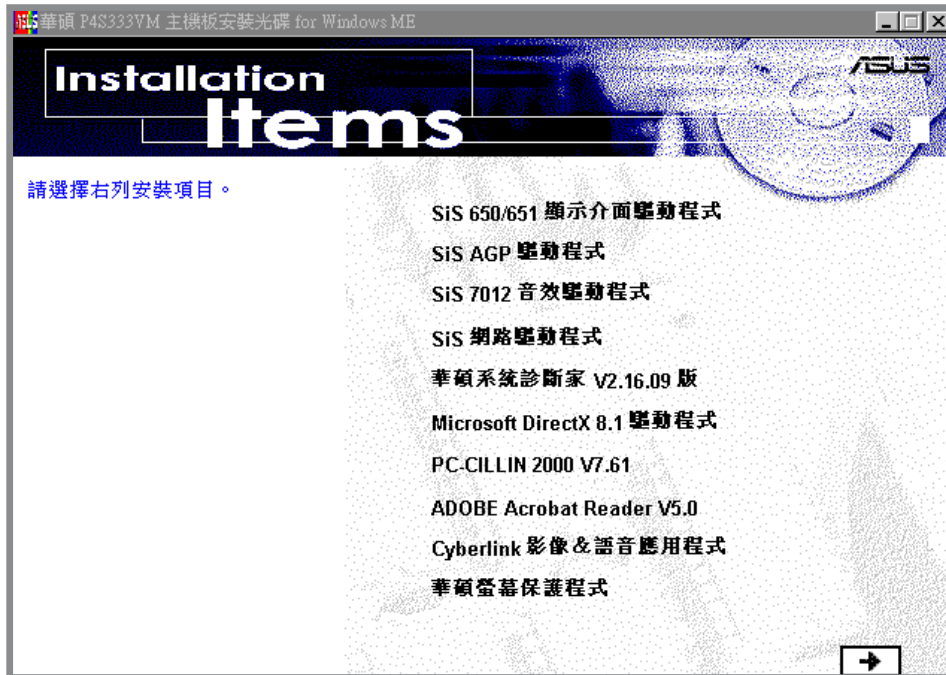 華碩 P4S333VM 主機板安裝光碟 for Windows ME
Installation
Items
ASUS
請選擇右列安裝項目。
SiS 650/651 顯示介面驅動程式
SiS AGP 驅動程式
SiS 7012 音效驅動程式
SiS 網路驅動程式
華碩系統診斷家 V2.16.09 版
Microsoft DirectX 8.1 驅動程式
PC-CILLIN 2000 V7.61
ADOBE Acrobat Reader V5.0
Cyberlink 影像＆語音應用程式
華碩螢幕保護程式